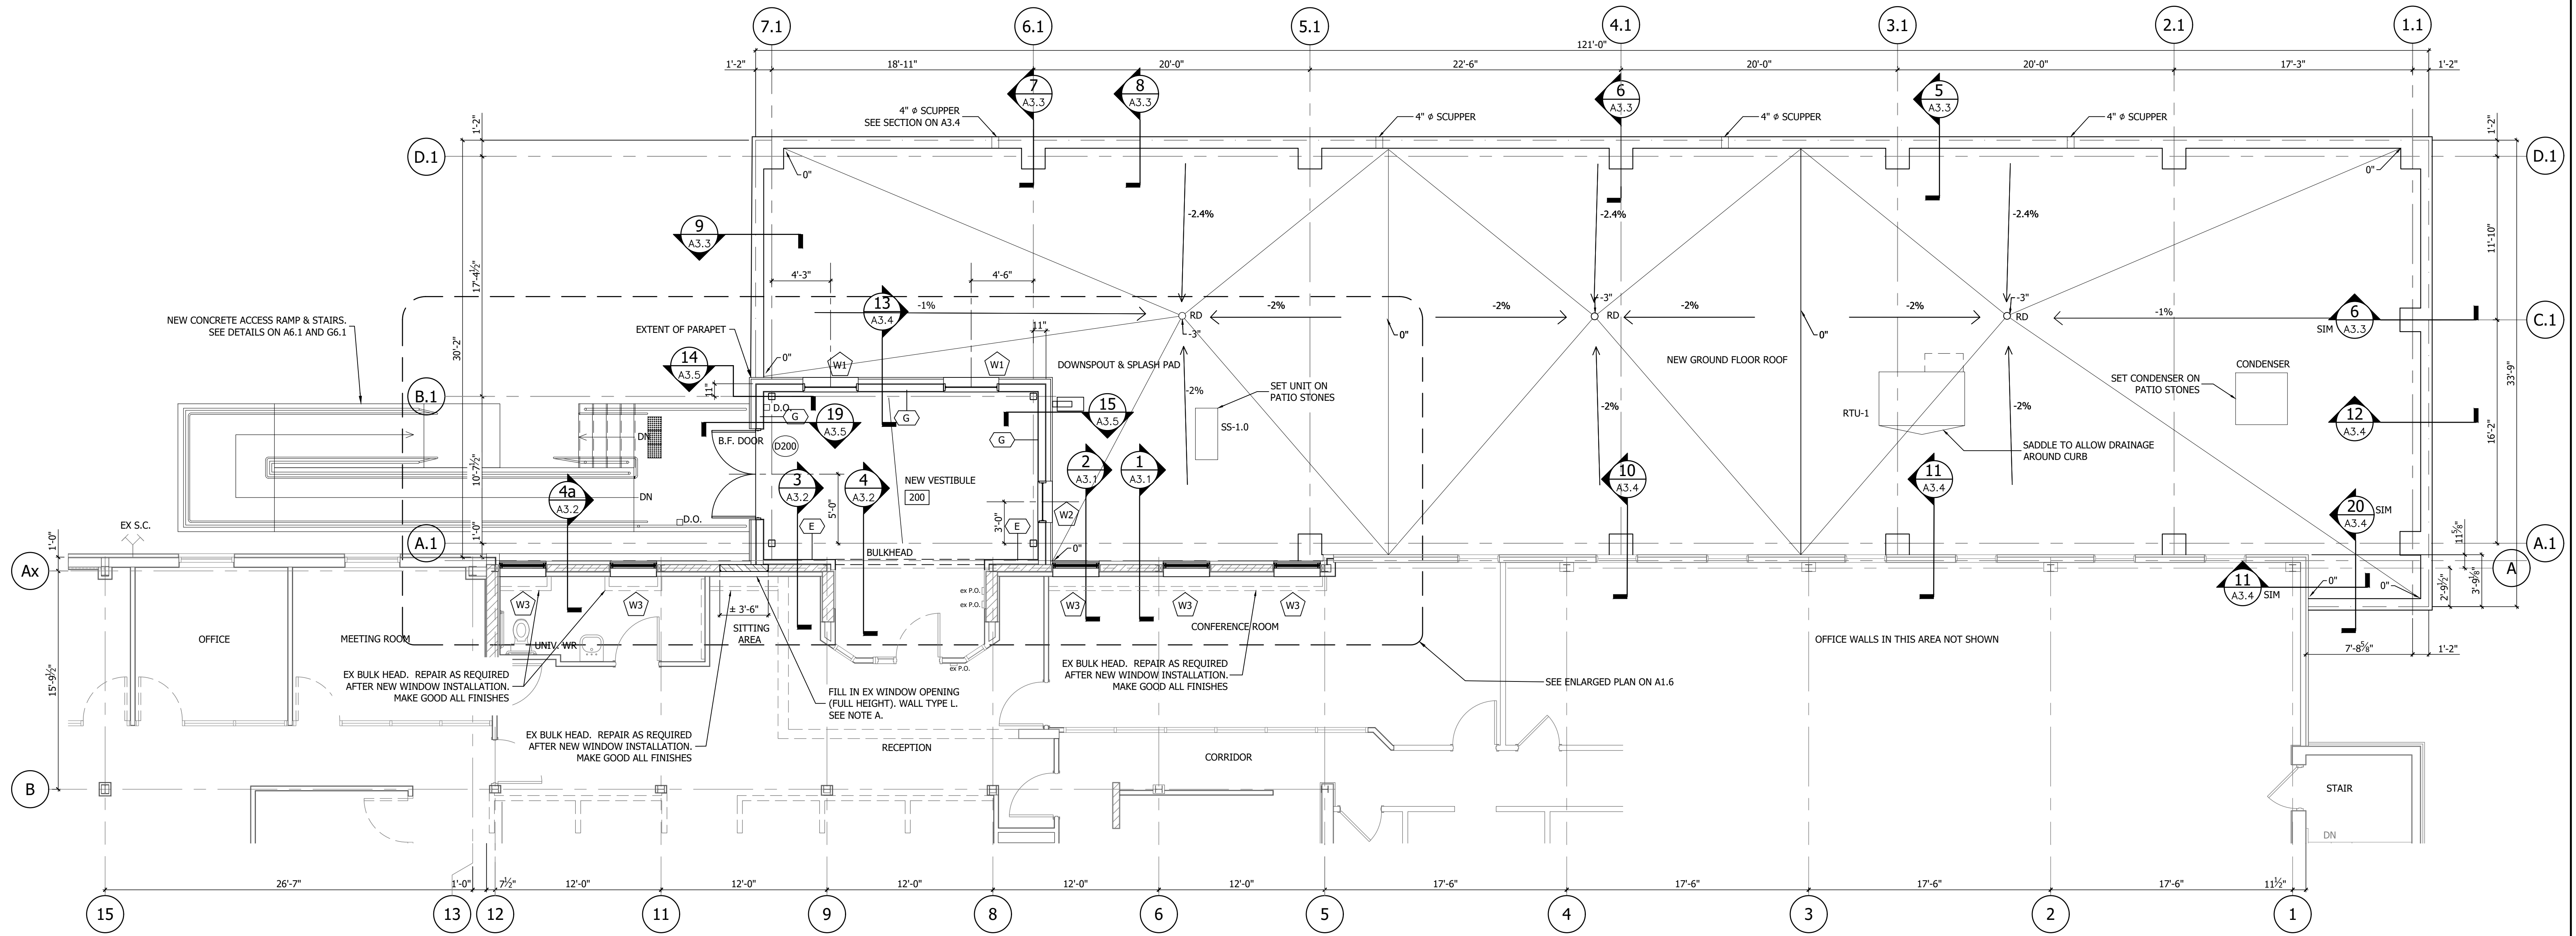 7.1
6.1
5.1
4.1
3.1
2.1
1.1
121'-0"
1'-2"
18'-11"
20'-0"
22'-6"
20'-0"
20'-0"
17'-3"
1'-2"
7
A3.3
8
A3.3
6
A3.3
5
A3.3
4" ø SCUPPER
SEE SECTION ON A3.4
4" ø SCUPPER
4" ø SCUPPER
4" ø SCUPPER
1'-2"
1'-2"
D.1
D.1
0"
0"
-2.4%
-2.4%
-2.4%
9
A3.3
11'-10"
17'-4½"
30'-2"
4'-3"
4'-6"
13
A3.4
-1%
RD
-3"
-2%
-2%
-3"
RD
-2%
-2%
-3"
RD
-1%
6
A3.3
SIM
C.1
NEW CONCRETE ACCESS RAMP & STAIRS.
SEE DETAILS ON A6.1 AND G6.1
EXTENT OF PARAPET
11"
0"
0"
0"
14
A3.5
W1
W1
DOWNSPOUT & SPLASH PAD
NEW GROUND FLOOR ROOF
CONDENSER
SET CONDENSER ON
PATIO STONES
33'-9"
B.1
11"
D.O.
G
G
G
19
A3.5
15
A3.5
-2%
SET UNIT ON
PATIO STONES
SS-1.0
-2%
RTU-1
-2%
12
A3.4
16'-2"
DN
B.F. DOOR
D200
SADDLE TO ALLOW DRAINAGE
AROUND CURB
10'-7½"
4a
A3.2
DN
3
A3.2
4
A3.2
NEW VESTIBULE
200
2
A3.1
1
A3.1
10
A3.4
11
A3.4
20
A3.4
SIM
5'-0"
3'-0"
W2
EX S.C.
D.O.
E
E
1'-0"
1'-0"
A.1
A.1
BULKHEAD
0"
11⅝"
Ax
A
11
A3.4
SIM
0"
0"
2'-9½"
3'-9⅛"
W3
W3
± 3'-6"
ex P.O.
ex P.O.
W3
W3
W3
OFFICE
MEETING ROOM
UNIV. WR
SITTING
AREA
CONFERENCE ROOM
OFFICE WALLS IN THIS AREA NOT SHOWN
7'-8⅝"
1'-2"
ex P.O.
15'-9½"
EX BULK HEAD. REPAIR AS REQUIRED
AFTER NEW WINDOW INSTALLATION.
MAKE GOOD ALL FINISHES
EX BULK HEAD. REPAIR AS REQUIRED
AFTER NEW WINDOW INSTALLATION.
MAKE GOOD ALL FINISHES
SEE ENLARGED PLAN ON A1.6
FILL IN EX WINDOW OPENING
(FULL HEIGHT). WALL TYPE L.
SEE NOTE A.
EX BULK HEAD. REPAIR AS REQUIRED
AFTER NEW WINDOW INSTALLATION.
MAKE GOOD ALL FINISHES
RECEPTION
CORRIDOR
STAIR
B
DN
26'-7"
1'-0"
7½"
12'-0"
12'-0"
12'-0"
12'-0"
12'-0"
17'-6"
17'-6"
17'-6"
17'-6"
11½"
15
13
12
11
9
8
6
5
4
3
2
1